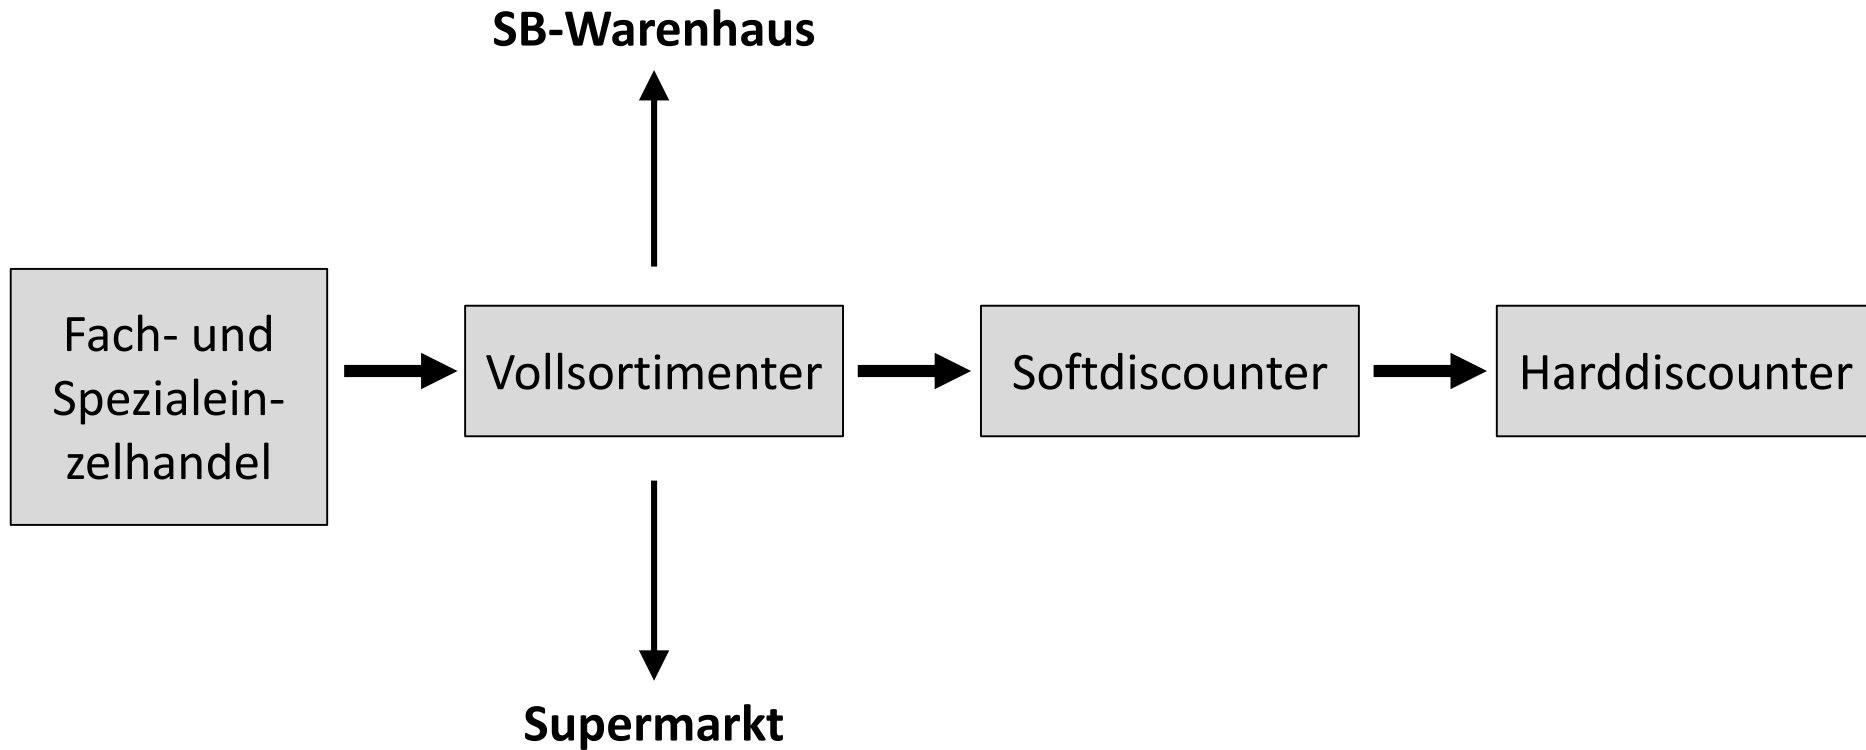 SB-Warenhaus
Fach- und
Spezialein-
zelhandel
Vollsortimenter
Softdiscounter
Harddiscounter
Supermarkt